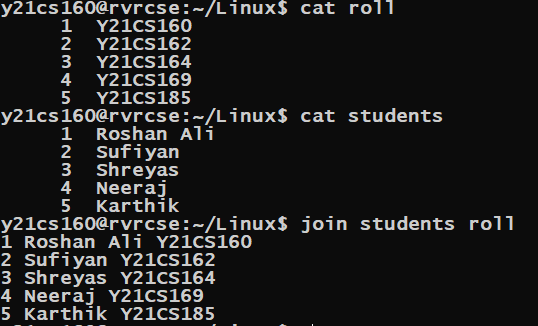 y21cs160@rvrcse:~/Linux$ cat roll
     1  Y21CS160
     2  Y21CS162
     3  Y21CS164
     4  Y21CS169
     5  Y21CS185
y21cs160@rvrcse:~/Linux$ cat students
     1  Roshan Ali
     2  Sufiyan
     3  Shreyas
     4  Neeraj
     5  Karthik
y21cs160@rvrcse:~/Linux$ join students roll
1 Roshan Ali Y21CS160
2 Sufiyan Y21CS162
3 Shreyas Y21CS164
4 Neeraj Y21CS169
5 Karthik Y21CS185